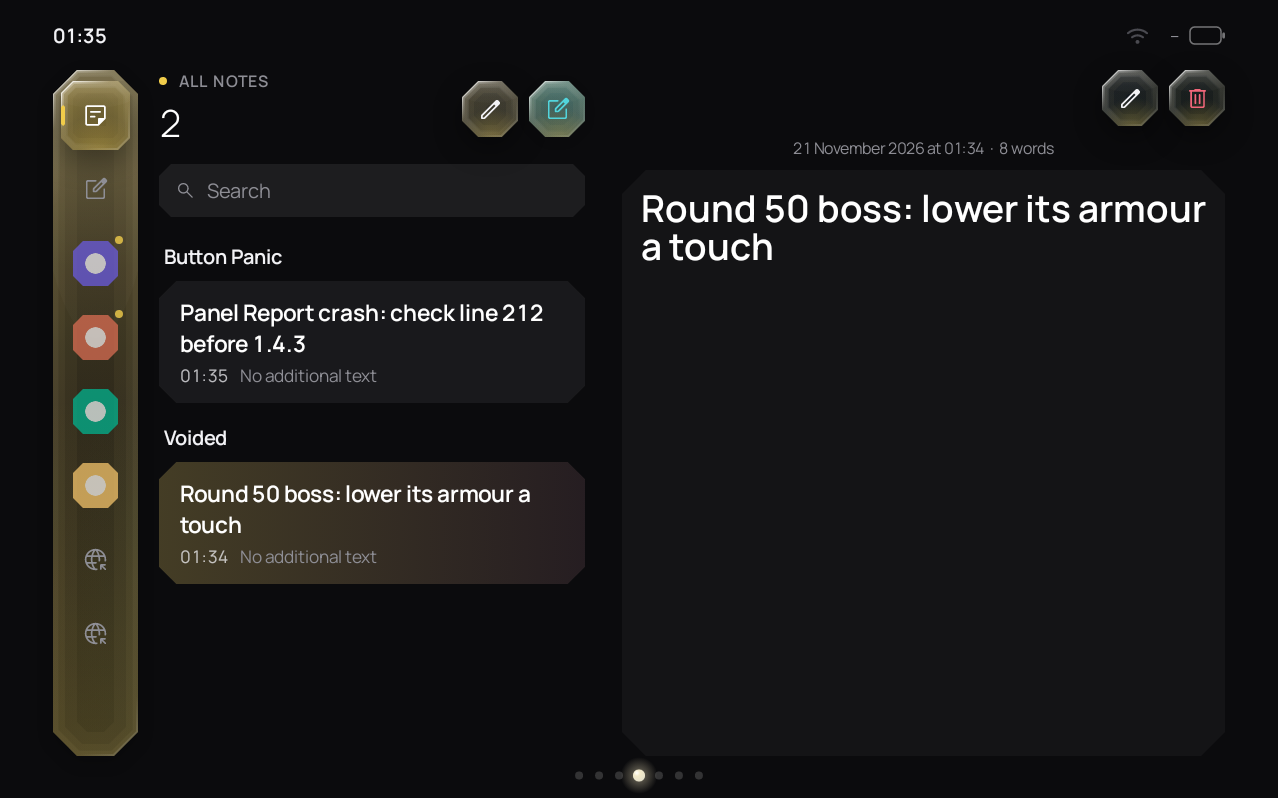 01:35
ALL NOTES
2
Search
Button Panic
Panel Report crash: check line 212
before 1.4.3
01:35 No additional text
Voided
Round 50 boss: lower its armour a
touch
01:34 No additional text
–
21 November 2026 at 01:34 · 8 words
Round 50 boss: lower its armour
a touch